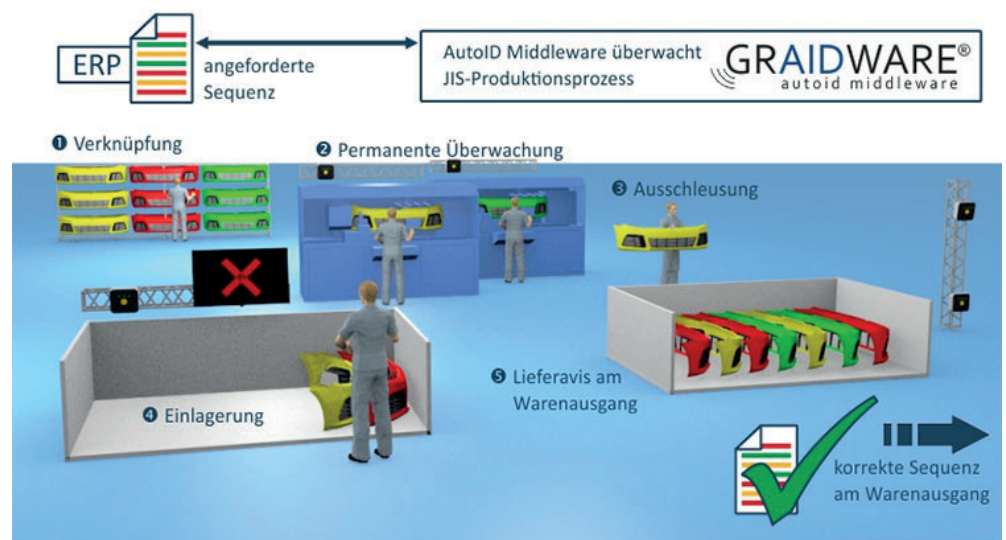 ERP
angeforderte
Sequenz
AutoID Middleware überwacht
JIS-Produktionsprozess
GRAIDWARE®
autoid middleware
❶ Verknüpfung
❷ Permanente Überwachung
❸ Ausschleusung
❹ Einlagerung
❺ Lieferavis am
Warenausgang
korrekte Sequenz
am Warenausgang